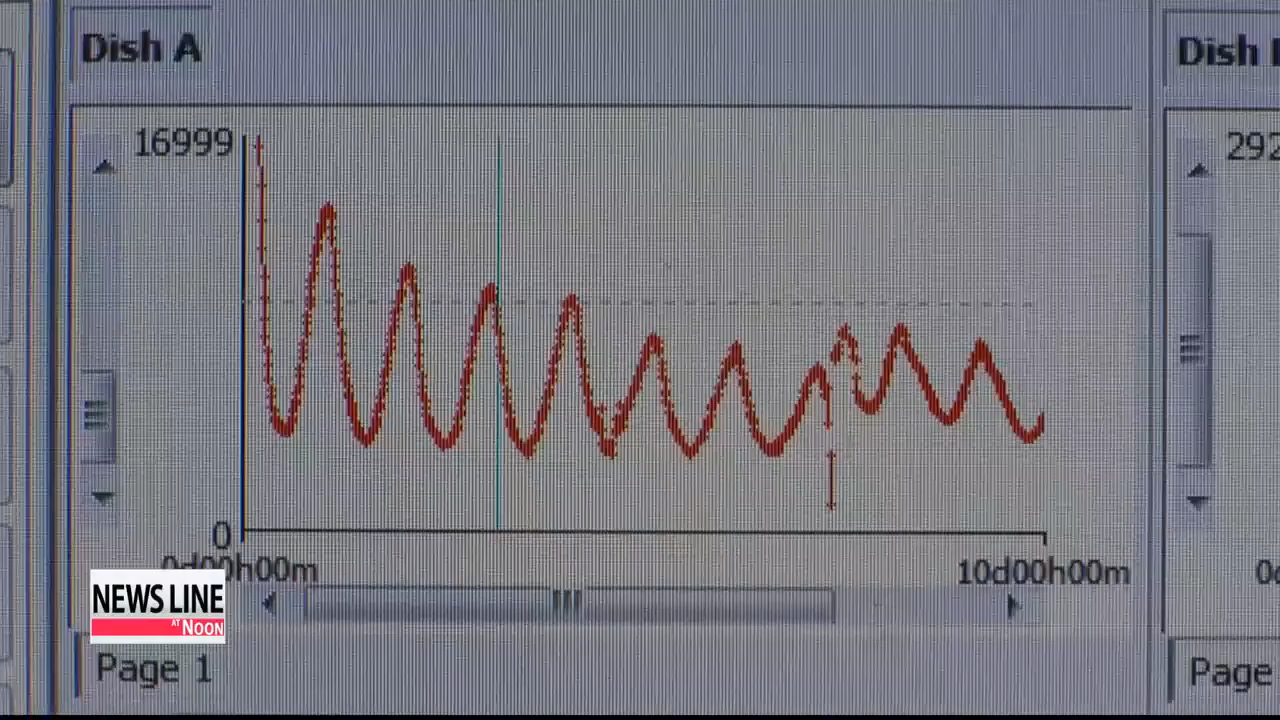 Dish A
Dish
16999
292
0
0d00h00m
10d00h00m
NEWS LINE
AT NOON
Page 1
Page